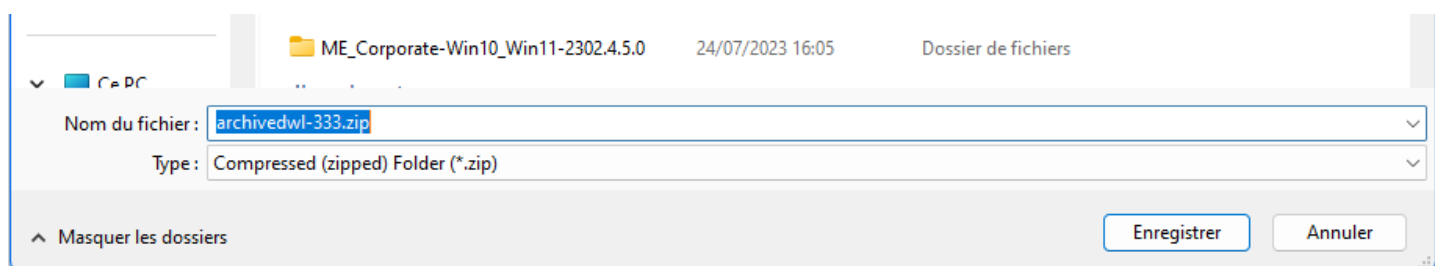 ME_Corporate-Win10_Win11-2302.4.5.0 24/07/2023 16:05 Dossier de fichiers
Ce PC
Nom du fichier : archivedwl-333.zip
Type : Compressed (zipped) Folder (*.zip)
Masquer les dossiers Enregistrer Annuler